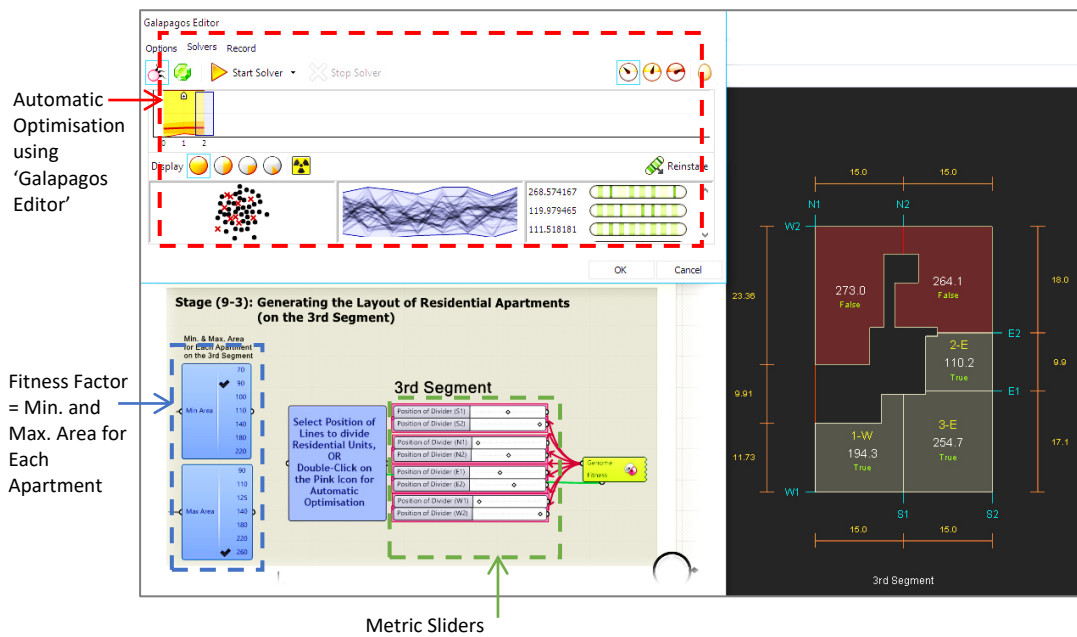 Galapagos Editor
Options Solvers Record
Start Solver Stop Solver
0 1 2
Display Reinstate
268.574167
119.979465
111.518181
OK Cancel
Automatic
Optimisation
using
‘Galapagos
Editor’
Stage (9-3): Generating the Layout of Residential Apartments
(on the 3rd Segment)
Min. & Max. Area
for Each Apartment
on the 3rd Segment
Min Area
70
90
100
110
140
180
220
Max Area
90
110
125
140
180
220
260
Fitness Factor
= Min. and
Max. Area for
Each
Apartment
Select Position of
Lines to divide
Residential Units,
OR
Double-Click on
the Pink Icon for
Automatic
Optimisation
3rd Segment
Position of Divider (S1)
Position of Divider (S2)
Position of Divider (N1)
Position of Divider (N2)
Position of Divider (E1)
Position of Divider (E2)
Position of Divider (W1)
Position of Divider (W2)
Genome
Fitness
Metric Sliders
15.0 15.0
N1 N2
W2
23.36
273.0
False
264.1
False
18.0
E2
2-E
110.2
True
9.9
9.91
E1
1-W
194.3
True
3-E
254.7
True
11.73
17.1
W1
S1 S2
15.0 15.0
3rd Segment